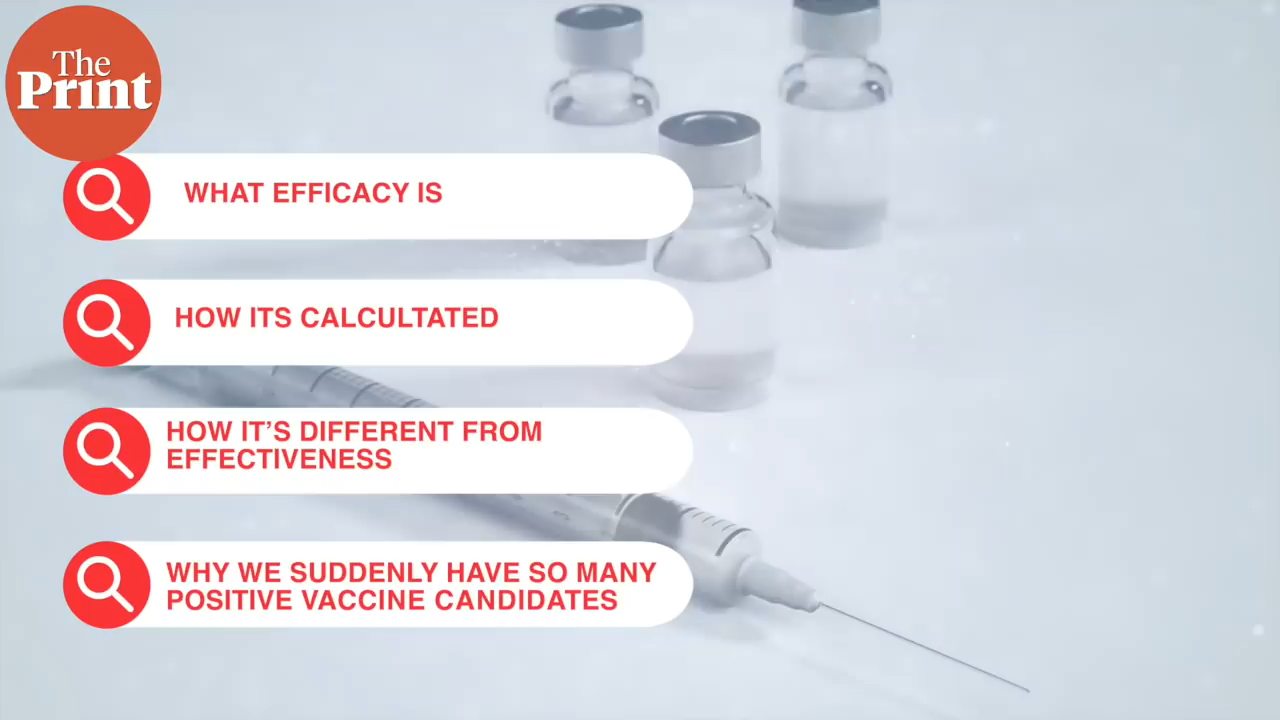 The
Print
WHAT EFFICACY IS
HOW ITS CALCULTATED
HOW IT'S DIFFERENT FROM
EFFECTIVENESS
WHY WE SUDDENLY HAVE SO MANY
POSITIVE VACCINE CANDIDATES